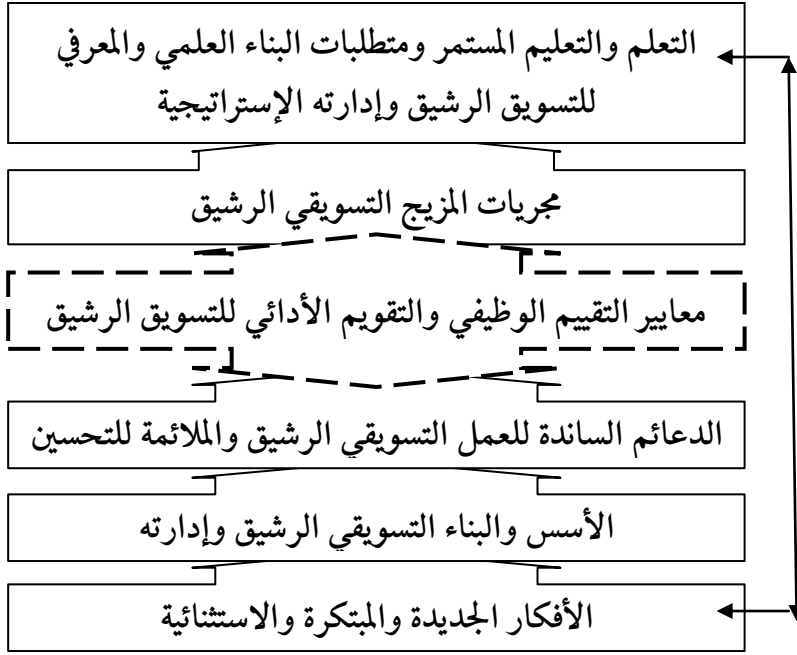 التعلم والتعليم المستمر ومتطلبات البناء العلمي والمعرفي
للتسويق الرشيق وإدارته الإستراتيجية
مجريات المزيج التسويقي الرشيق
معايير التقييم الوظيفي والتقويم الأدائي للتسويق الرشيق
الدعائم الساندة للعمل التسويقي الرشيق والملائمة للتحسين
الأسس والبناء التسويقي الرشيق وإدارته
الأفكار الجديدة والمبتكرة والاستثنائية